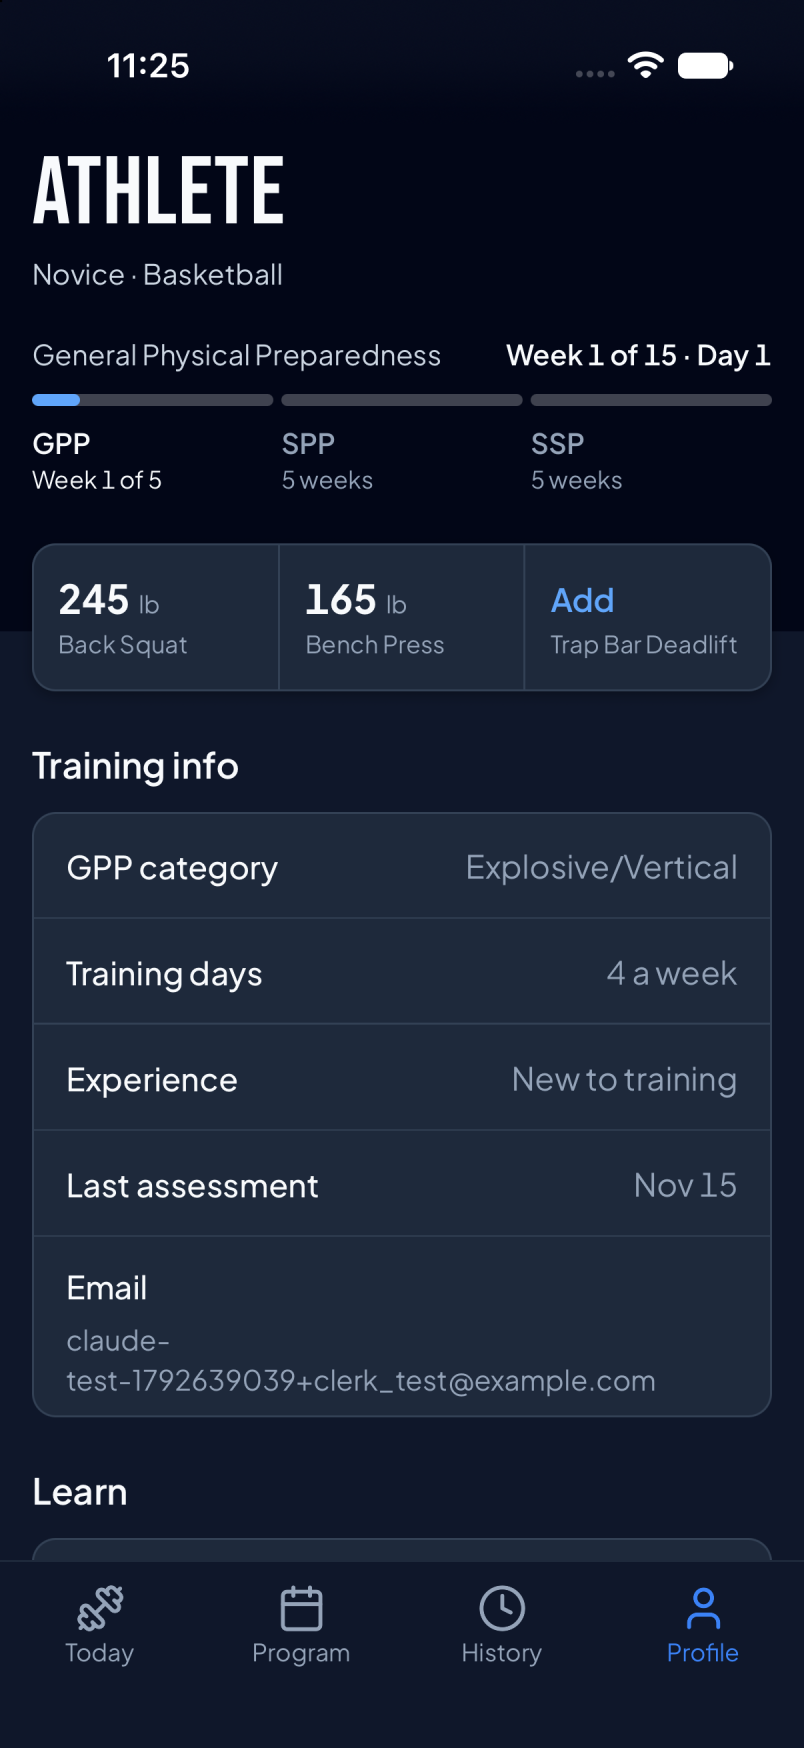 11:25
ATHLETE
Novice · Basketball
General Physical Preparedness Week 1 of 15 · Day 1
GPP SPP SSP
Week 1 of 5 5 weeks 5 weeks
245 lb 165 lb Add
Back Squat Bench Press Trap Bar Deadlift
Training info
GPP category Explosive/Vertical
Training days 4 a week
Experience New to training
Last assessment Nov 15
Email
claude-
test-1792639039+clerk_test@example.com
Learn
Today Program History Profile